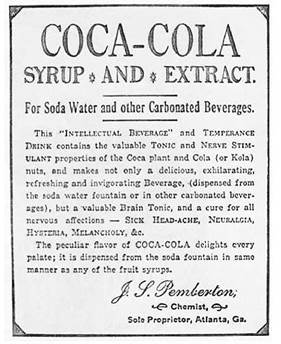 COCA-COLA
SYRUP * AND * EXTRACT.
For Soda Water and other Carbonated Beverages.
This "INTELLECTUAL BEVERAGE" and TEMPERANCE
DRINK contains the valuable TONIC and NERVE STIM-
ULANT properties of the Coca plant and Cola (or Kola)
nuts, and makes not only a delicious, exhilarating,
refreshing and invigorating Beverage, (dispensed from
the soda water fountain or in other carbonated bever-
ages), but a valuable Brain Tonic, and a cure for all
nervous affections — SICK HEAD-ACHE, NEURALGIA,
HYSTERIA, MELANCHOLY, &c.
The peculiar flavor of COCA-COLA delights every
palate; it is dispensed from the soda fountain in same
manner as any of the fruit syrups.
J. S. Pemberton;
Chemist,
Sole Proprietor, Atlanta, Ga.